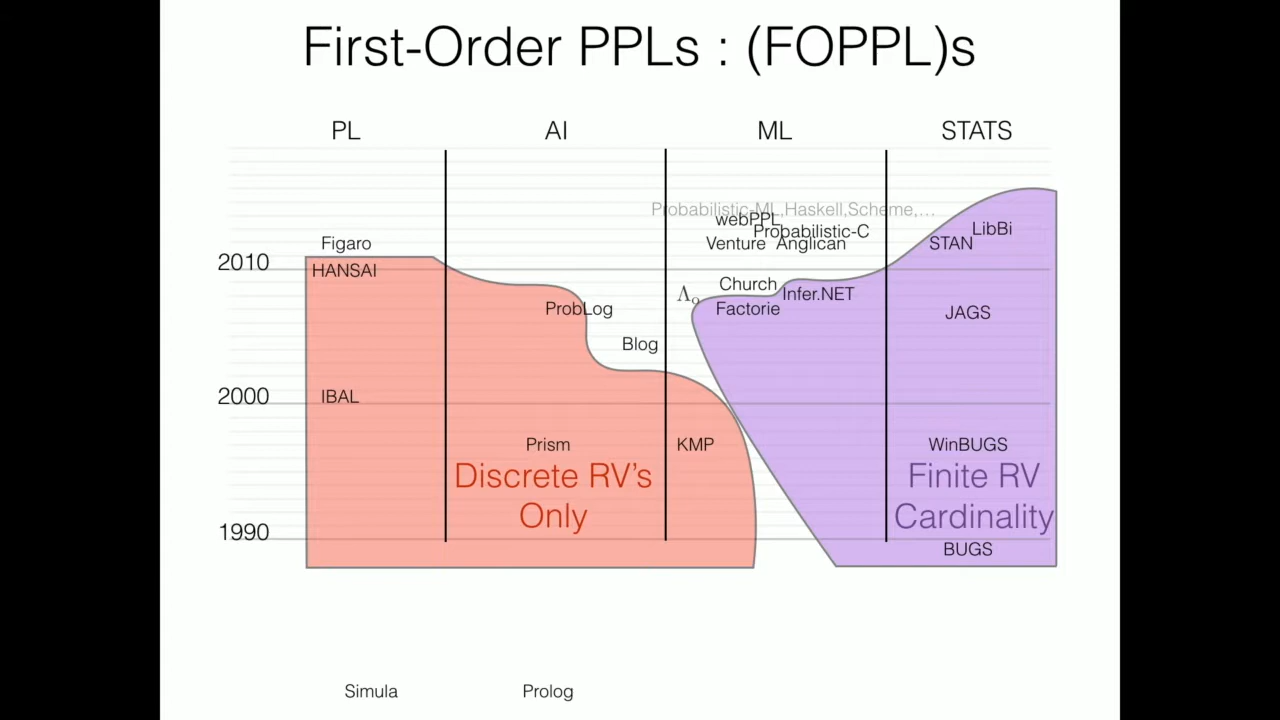 First-Order PPLs : (FOPPL)s
PL AI ML STATS
Probabilistic-ML,Haskell,Scheme,…
webPPL
LibBi
Probabilistic-C
Figaro
Venture Anglican
STAN
2010
HANSAI
Church
Λₒ
Infer.NET
ProbLog
Factorie
JAGS
Blog
2000
IBAL
Prism
KMP
WinBUGS
Discrete RV’s
Only
Finite RV
Cardinality
1990
BUGS
Simula
Prolog